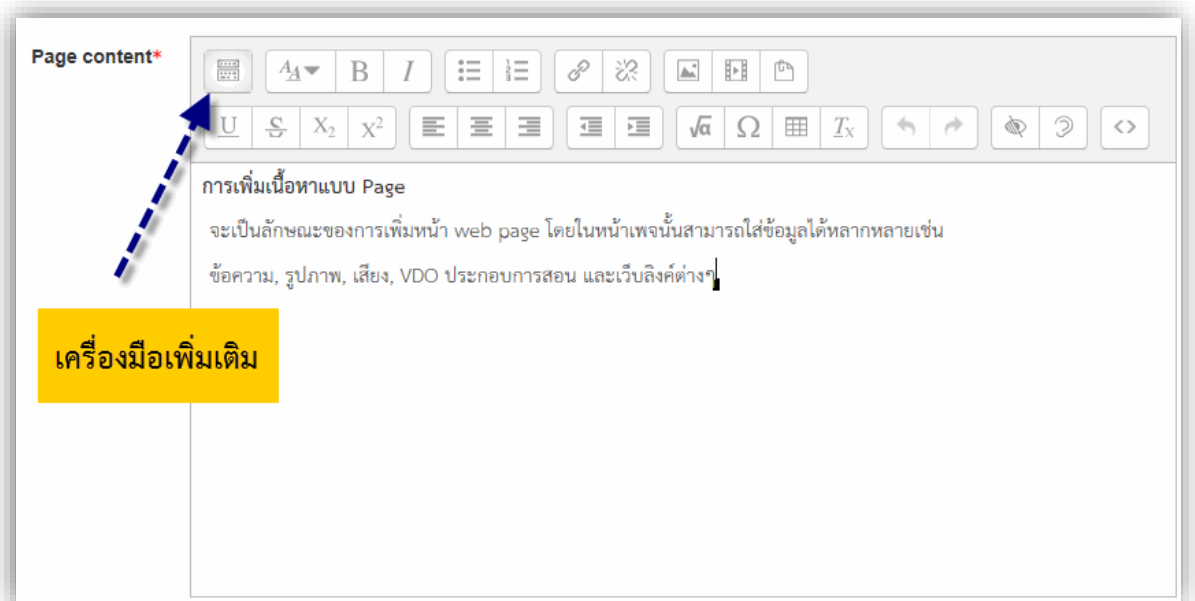 Page content*
การเพิ่มเนื้อหาแบบ Page
จะเป็นลักษณะของการเพิ่มหน้า web page โดยในหน้าเพจนั้นสามารถใส่ข้อมูลได้หลากหลายเช่น
ข้อความ, รูปภาพ, เสียง, VDO ประกอบการสอน และเว็บลิงค์ต่างๆ
เครื่องมือเพิ่มเติม